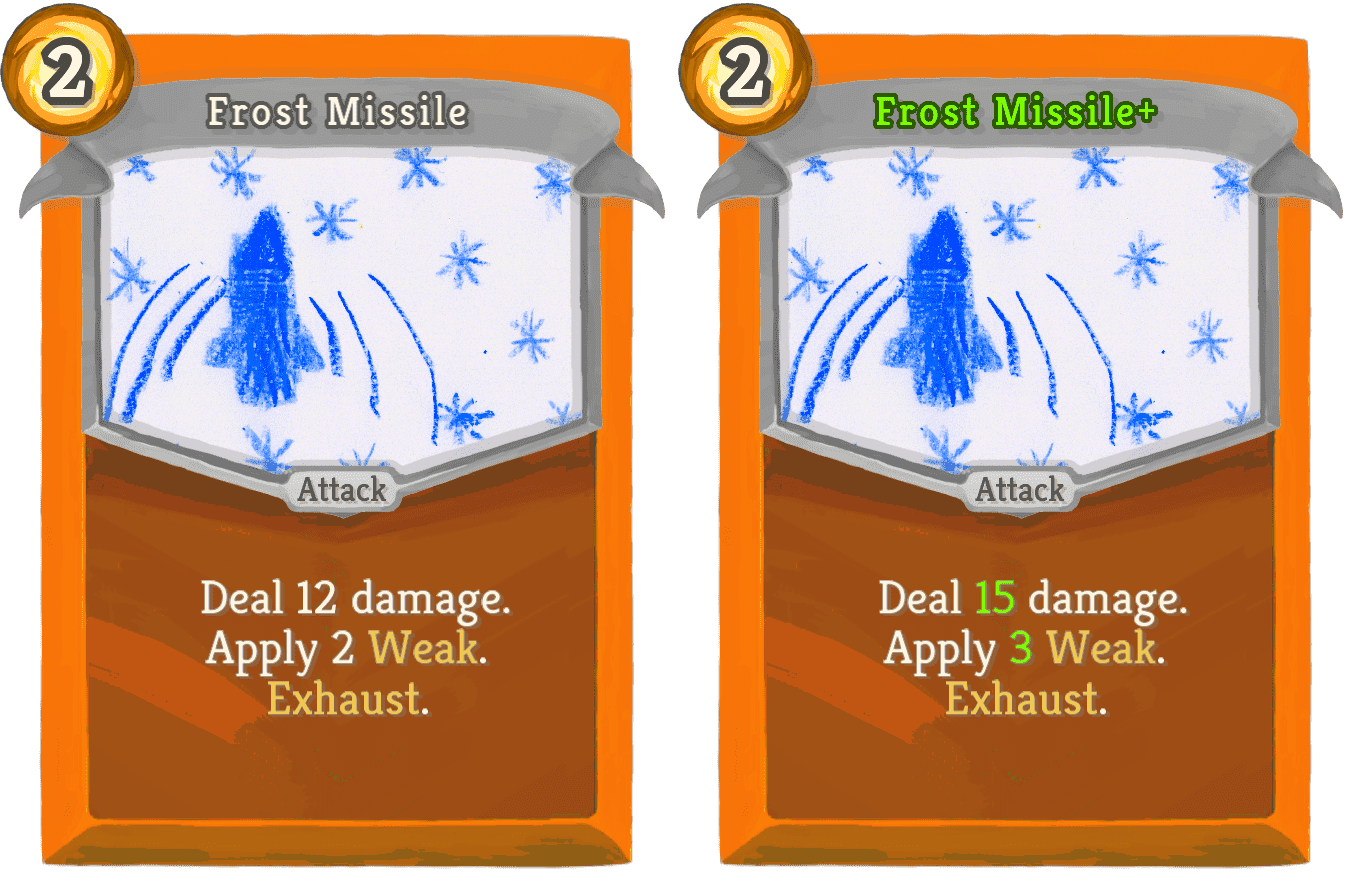 2
Frost Missile
Attack
Deal 12 damage.
Apply 2 Weak.
Exhaust.
2
Frost Missile+
Attack
Deal 15 damage.
Apply 3 Weak.
Exhaust.